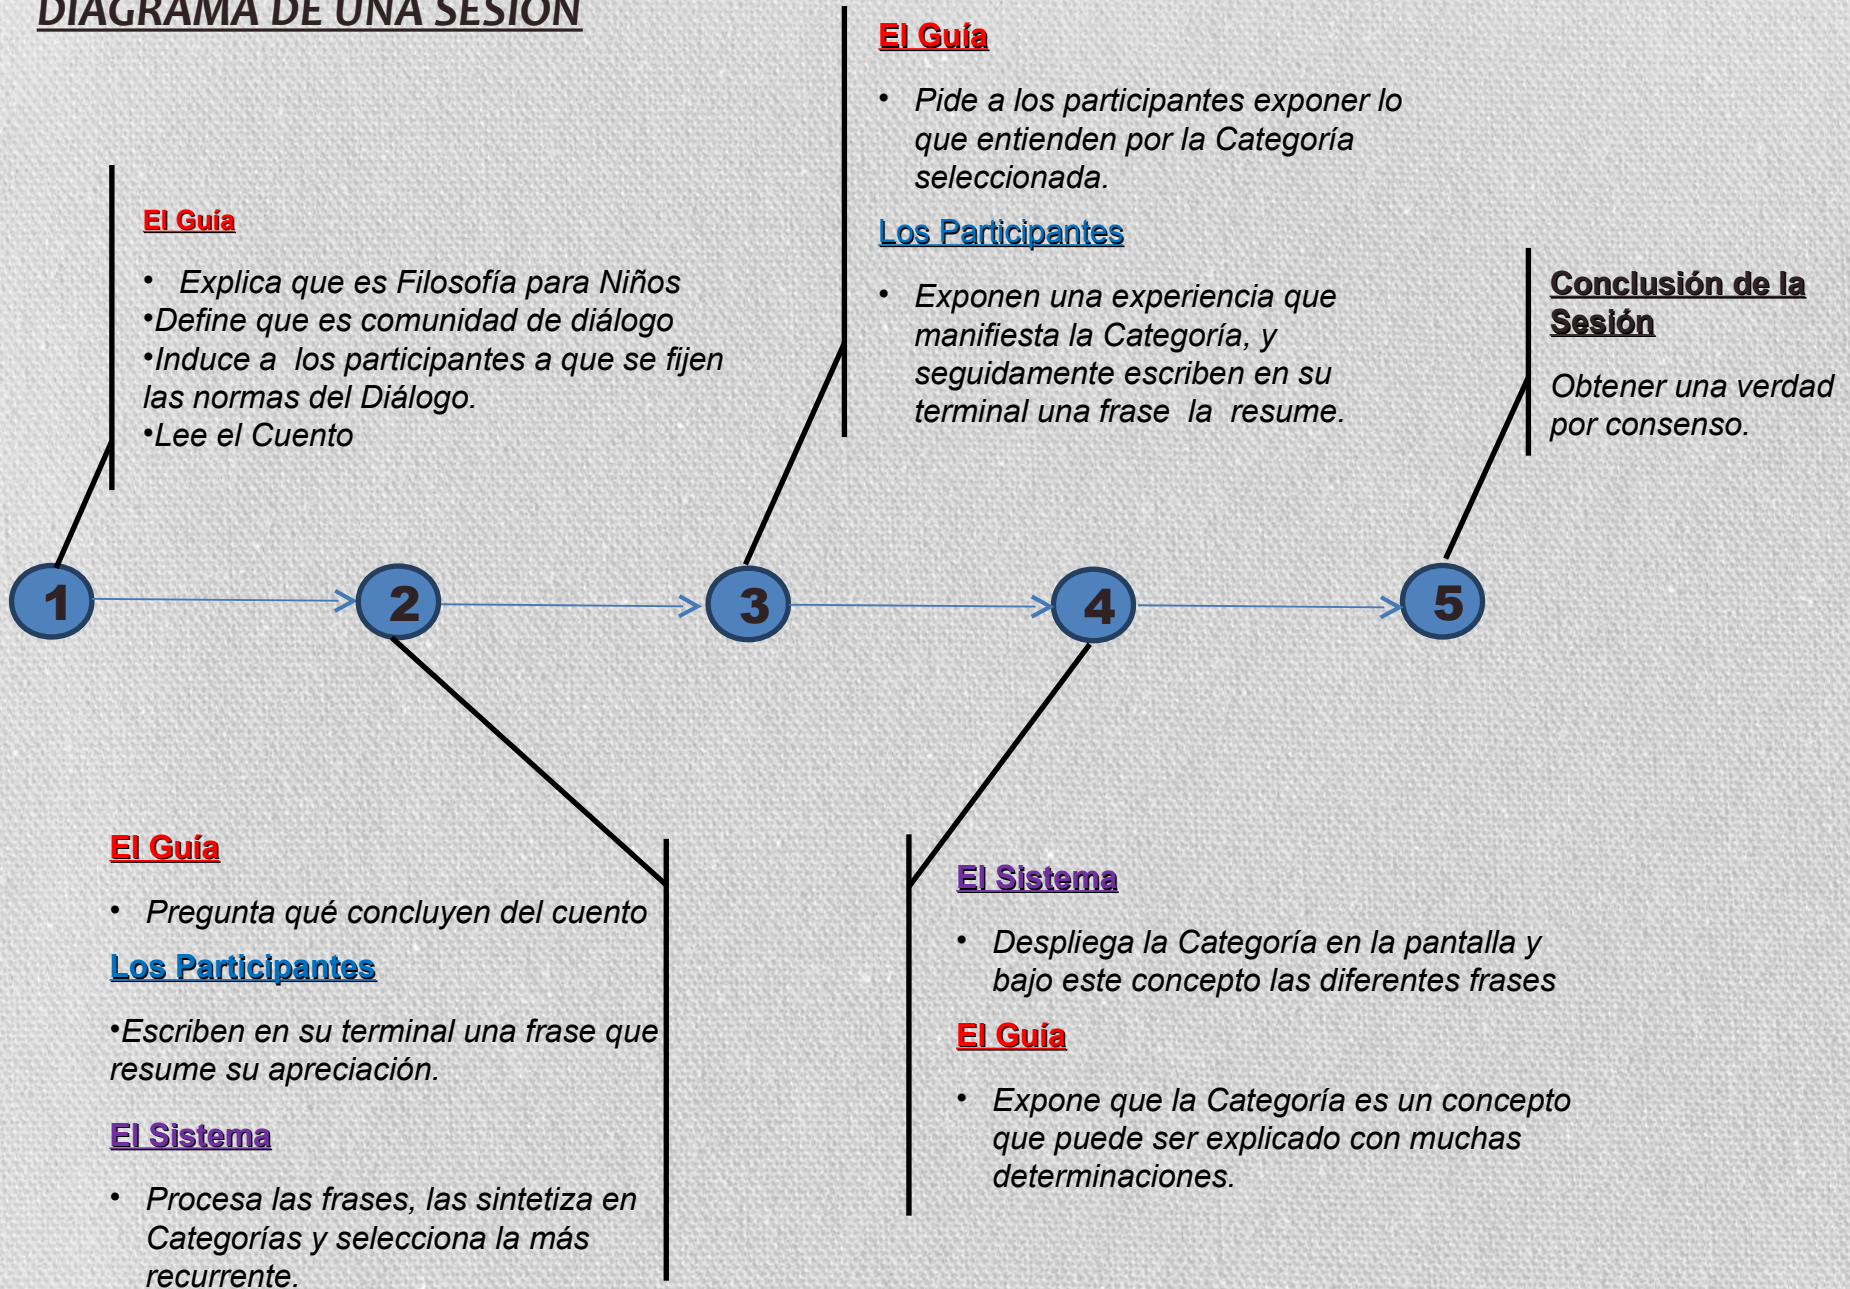 DIAGRAMA DE UNA SESIÓN
El Guía
• Explica que es Filosofía para Niños
•Define que es comunidad de diálogo
•Induce a los participantes a que se fijen
las normas del Diálogo.
•Lee el Cuento
El Guía
• Pide a los participantes exponer lo
que entienden por la Categoría
seleccionada.
Los Participantes
• Exponen una experiencia que
manifiesta la Categoría, y
seguidamente escriben en su
terminal una frase la resume.
Conclusión de la
Sesión
Obtener una verdad
por consenso.
1
2
3
4
5
El Guía
• Pregunta qué concluyen del cuento
Los Participantes
•Escriben en su terminal una frase que
resume su apreciación.
El Sistema
• Procesa las frases, las sintetiza en
Categorías y selecciona la más
recurrente.
El Sistema
• Despliega la Categoría en la pantalla y
bajo este concepto las diferentes frases
El Guía
• Expone que la Categoría es un concepto
que puede ser explicado con muchas
determinaciones.